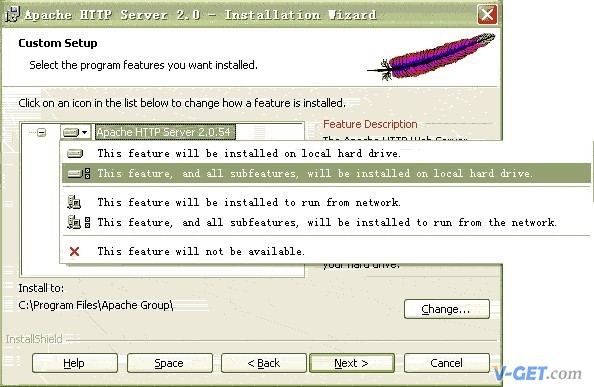 Apache HTTP Server 2.0 - Installation Wizard
Custom Setup
Select the program features you want installed.
Click on an icon in the list below to change how a feature is installed.
Apache HTTP Server 2.0.54
Feature Description
The Apache HTTP Web Server
This feature will be installed on local hard drive.
This feature, and all subfeatures, will be installed on local hard drive.
This feature will be installed to run from network.
This feature, and all subfeatures, will be installed to run from the network.
This feature will not be available.
your hard drive.
Install to:
C:\Program Files\Apache Group\
Change...
InstallShield
Help
Space
< Back
Next >
Cancel
V-GET.com